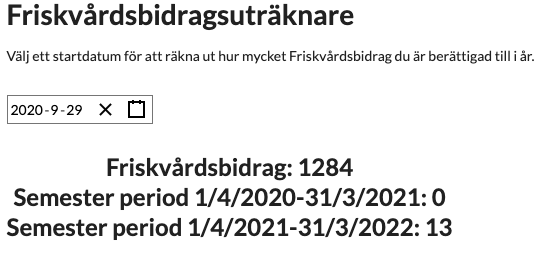 Friskvårdsbidragsuträknare
Välj ett startdatum för att räkna ut hur mycket Friskvårdsbidrag du är berättigad till i år.
2020-9-29
Friskvårdsbidrag: 1284
Semester period 1/4/2020-31/3/2021: 0
Semester period 1/4/2021-31/3/2022: 13